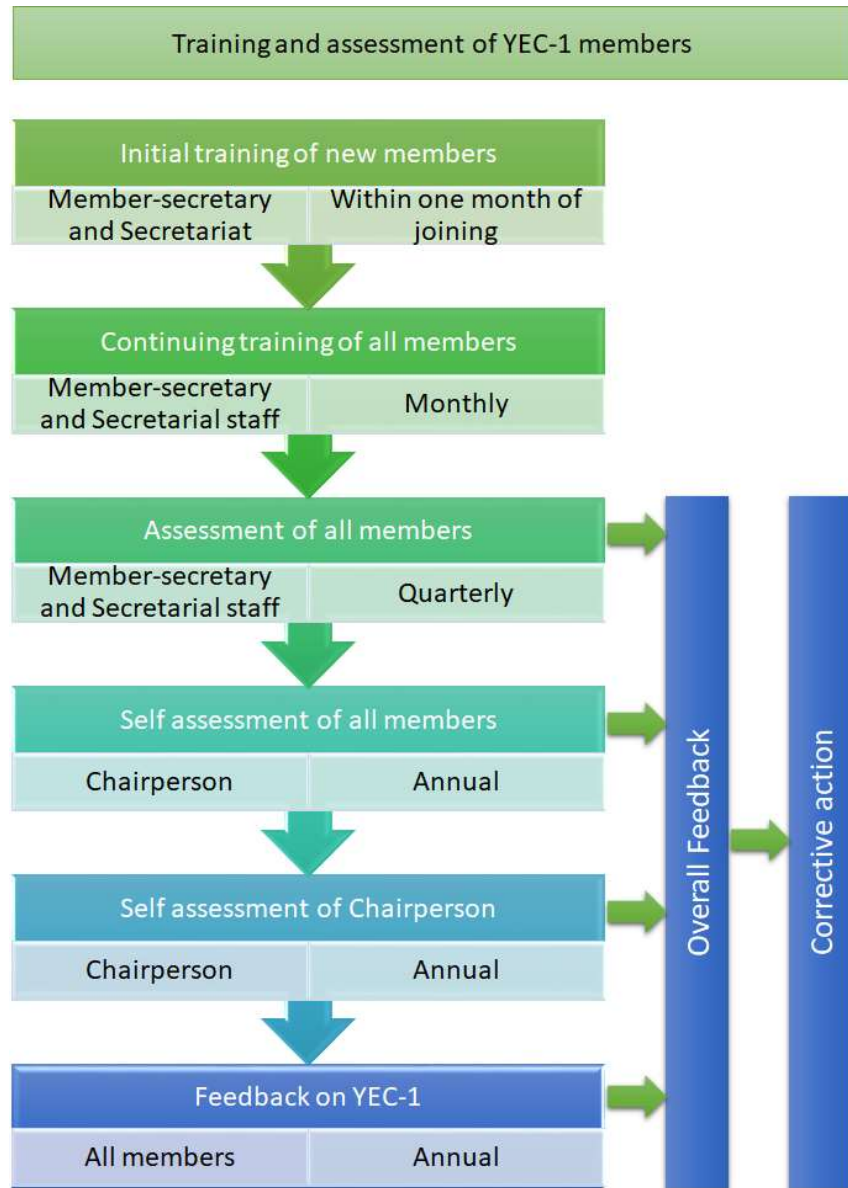 Training and assessment of YEC-1 members
Initial training of new members
Member-secretary
and Secretariat
Within one month of
joining
Continuing training of all members
Member-secretary
and Secretarial staff
Monthly
Assessment of all members
Member-secretary
and Secretarial staff
Quarterly
Self assessment of all members
Chairperson
Annual
Self assessment of Chairperson
Chairperson
Annual
Feedback on YEC-1
All members
Annual
Overall Feedback
Corrective action